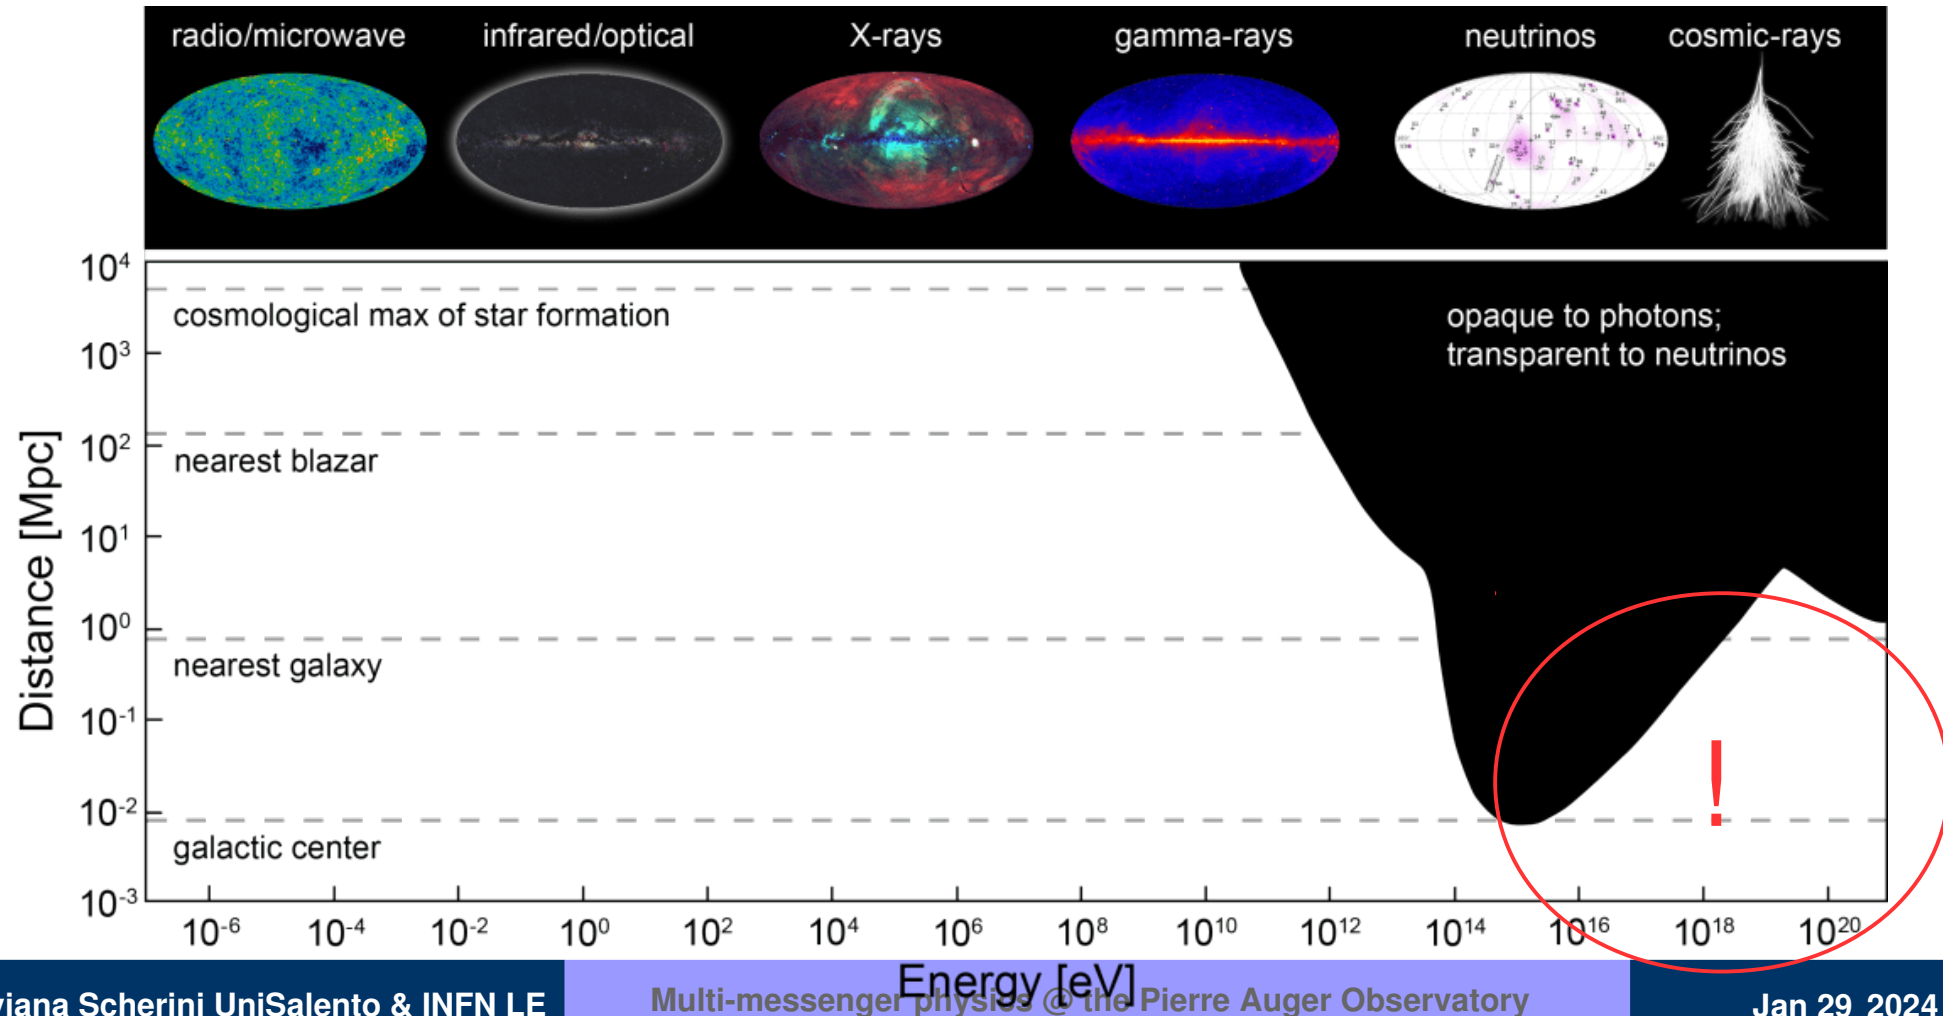 radio/microwave infrared/optical X-rays gamma-rays neutrinos cosmic-rays
10⁴
cosmological max of star formation
opaque to photons;
transparent to neutrinos
10³
10²
nearest blazar
10¹
10⁰
nearest galaxy
10⁻¹
10⁻²
galactic center
10⁻³
Distance [Mpc]
!
10⁻⁶ 10⁻⁴ 10⁻² 10⁰ 10² 10⁴ 10⁶ 10⁸ 10¹⁰ 10¹² 10¹⁴ 10¹⁶ 10¹⁸ 10²⁰
Energy [eV]
viana Scherini UniSalento & INFN LE
Multi-messenger physics @ the Pierre Auger Observatory
Jan 29 2024